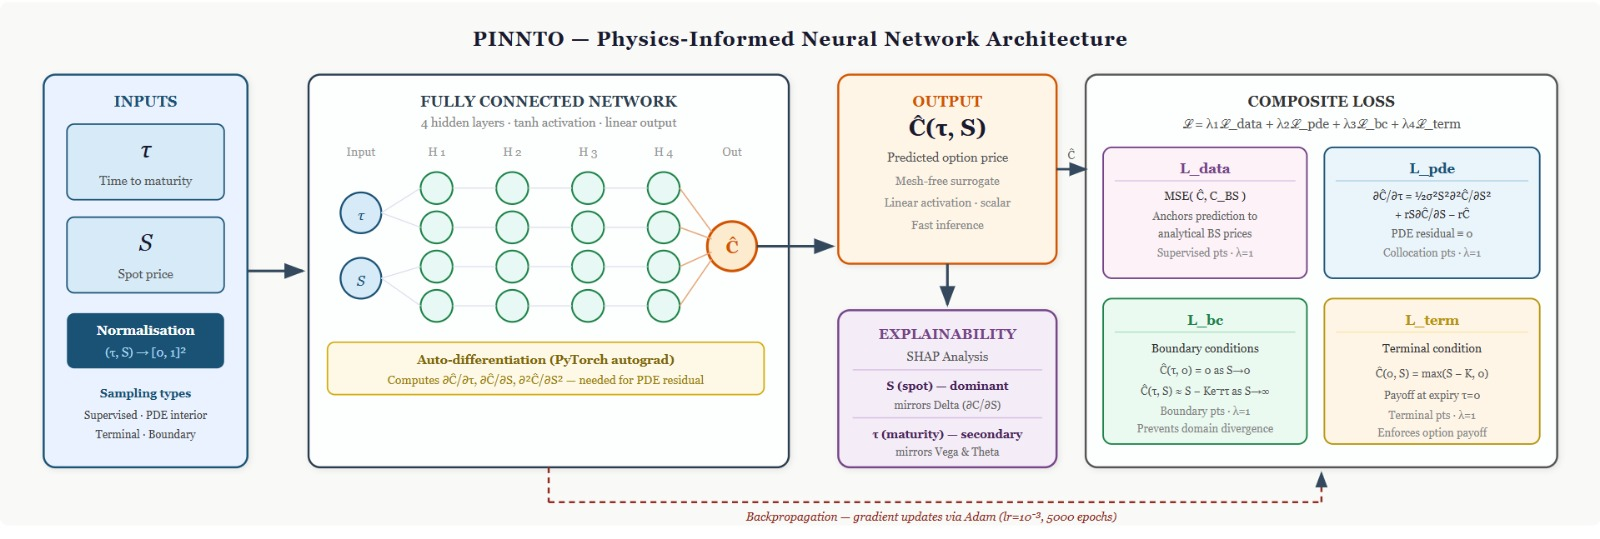 PINNTO — Physics-Informed Neural Network Architecture
INPUTS
τ
Time to maturity
S
Spot price
Normalisation
(τ, S) → [0, 1]²
Sampling types
Supervised · PDE interior
Terminal · Boundary
FULLY CONNECTED NETWORK
4 hidden layers · tanh activation · linear output
Input H 1 H 2 H 3 H 4 Out
τ
S
Ĉ
Auto-differentiation (PyTorch autograd)
Computes ∂Ĉ/∂τ, ∂Ĉ/∂S, ∂²Ĉ/∂S² — needed for PDE residual
OUTPUT
Ĉ(τ, S)
Predicted option price
Mesh-free surrogate
Linear activation · scalar
Fast inference
EXPLAINABILITY
SHAP Analysis
S (spot) — dominant
mirrors Delta (∂C/∂S)
τ (maturity) — secondary
mirrors Vega & Theta
Ĉ
COMPOSITE LOSS
ℒ = λ₁ℒ_data + λ₂ℒ_pde + λ₃ℒ_bc + λ₄ℒ_term
L_data
MSE( Ĉ, C_BS )
Anchors prediction to
analytical BS prices
Supervised pts · λ=1
L_pde
∂Ĉ/∂τ = ½σ²S²∂²Ĉ/∂S²
+ rS∂Ĉ/∂S − rĈ
PDE residual = 0
Collocation pts · λ=1
L_bc
Boundary conditions
Ĉ(τ, 0) = 0 as S→0
Ĉ(τ, S) ≈ S − Ke⁻ʳτ as S→∞
Boundary pts · λ=1
Prevents domain divergence
L_term
Terminal condition
Ĉ(0, S) = max(S − K, 0)
Payoff at expiry τ=0
Terminal pts · λ=1
Enforces option payoff
Backpropagation — gradient updates via Adam (lr=10⁻³, 5000 epochs)